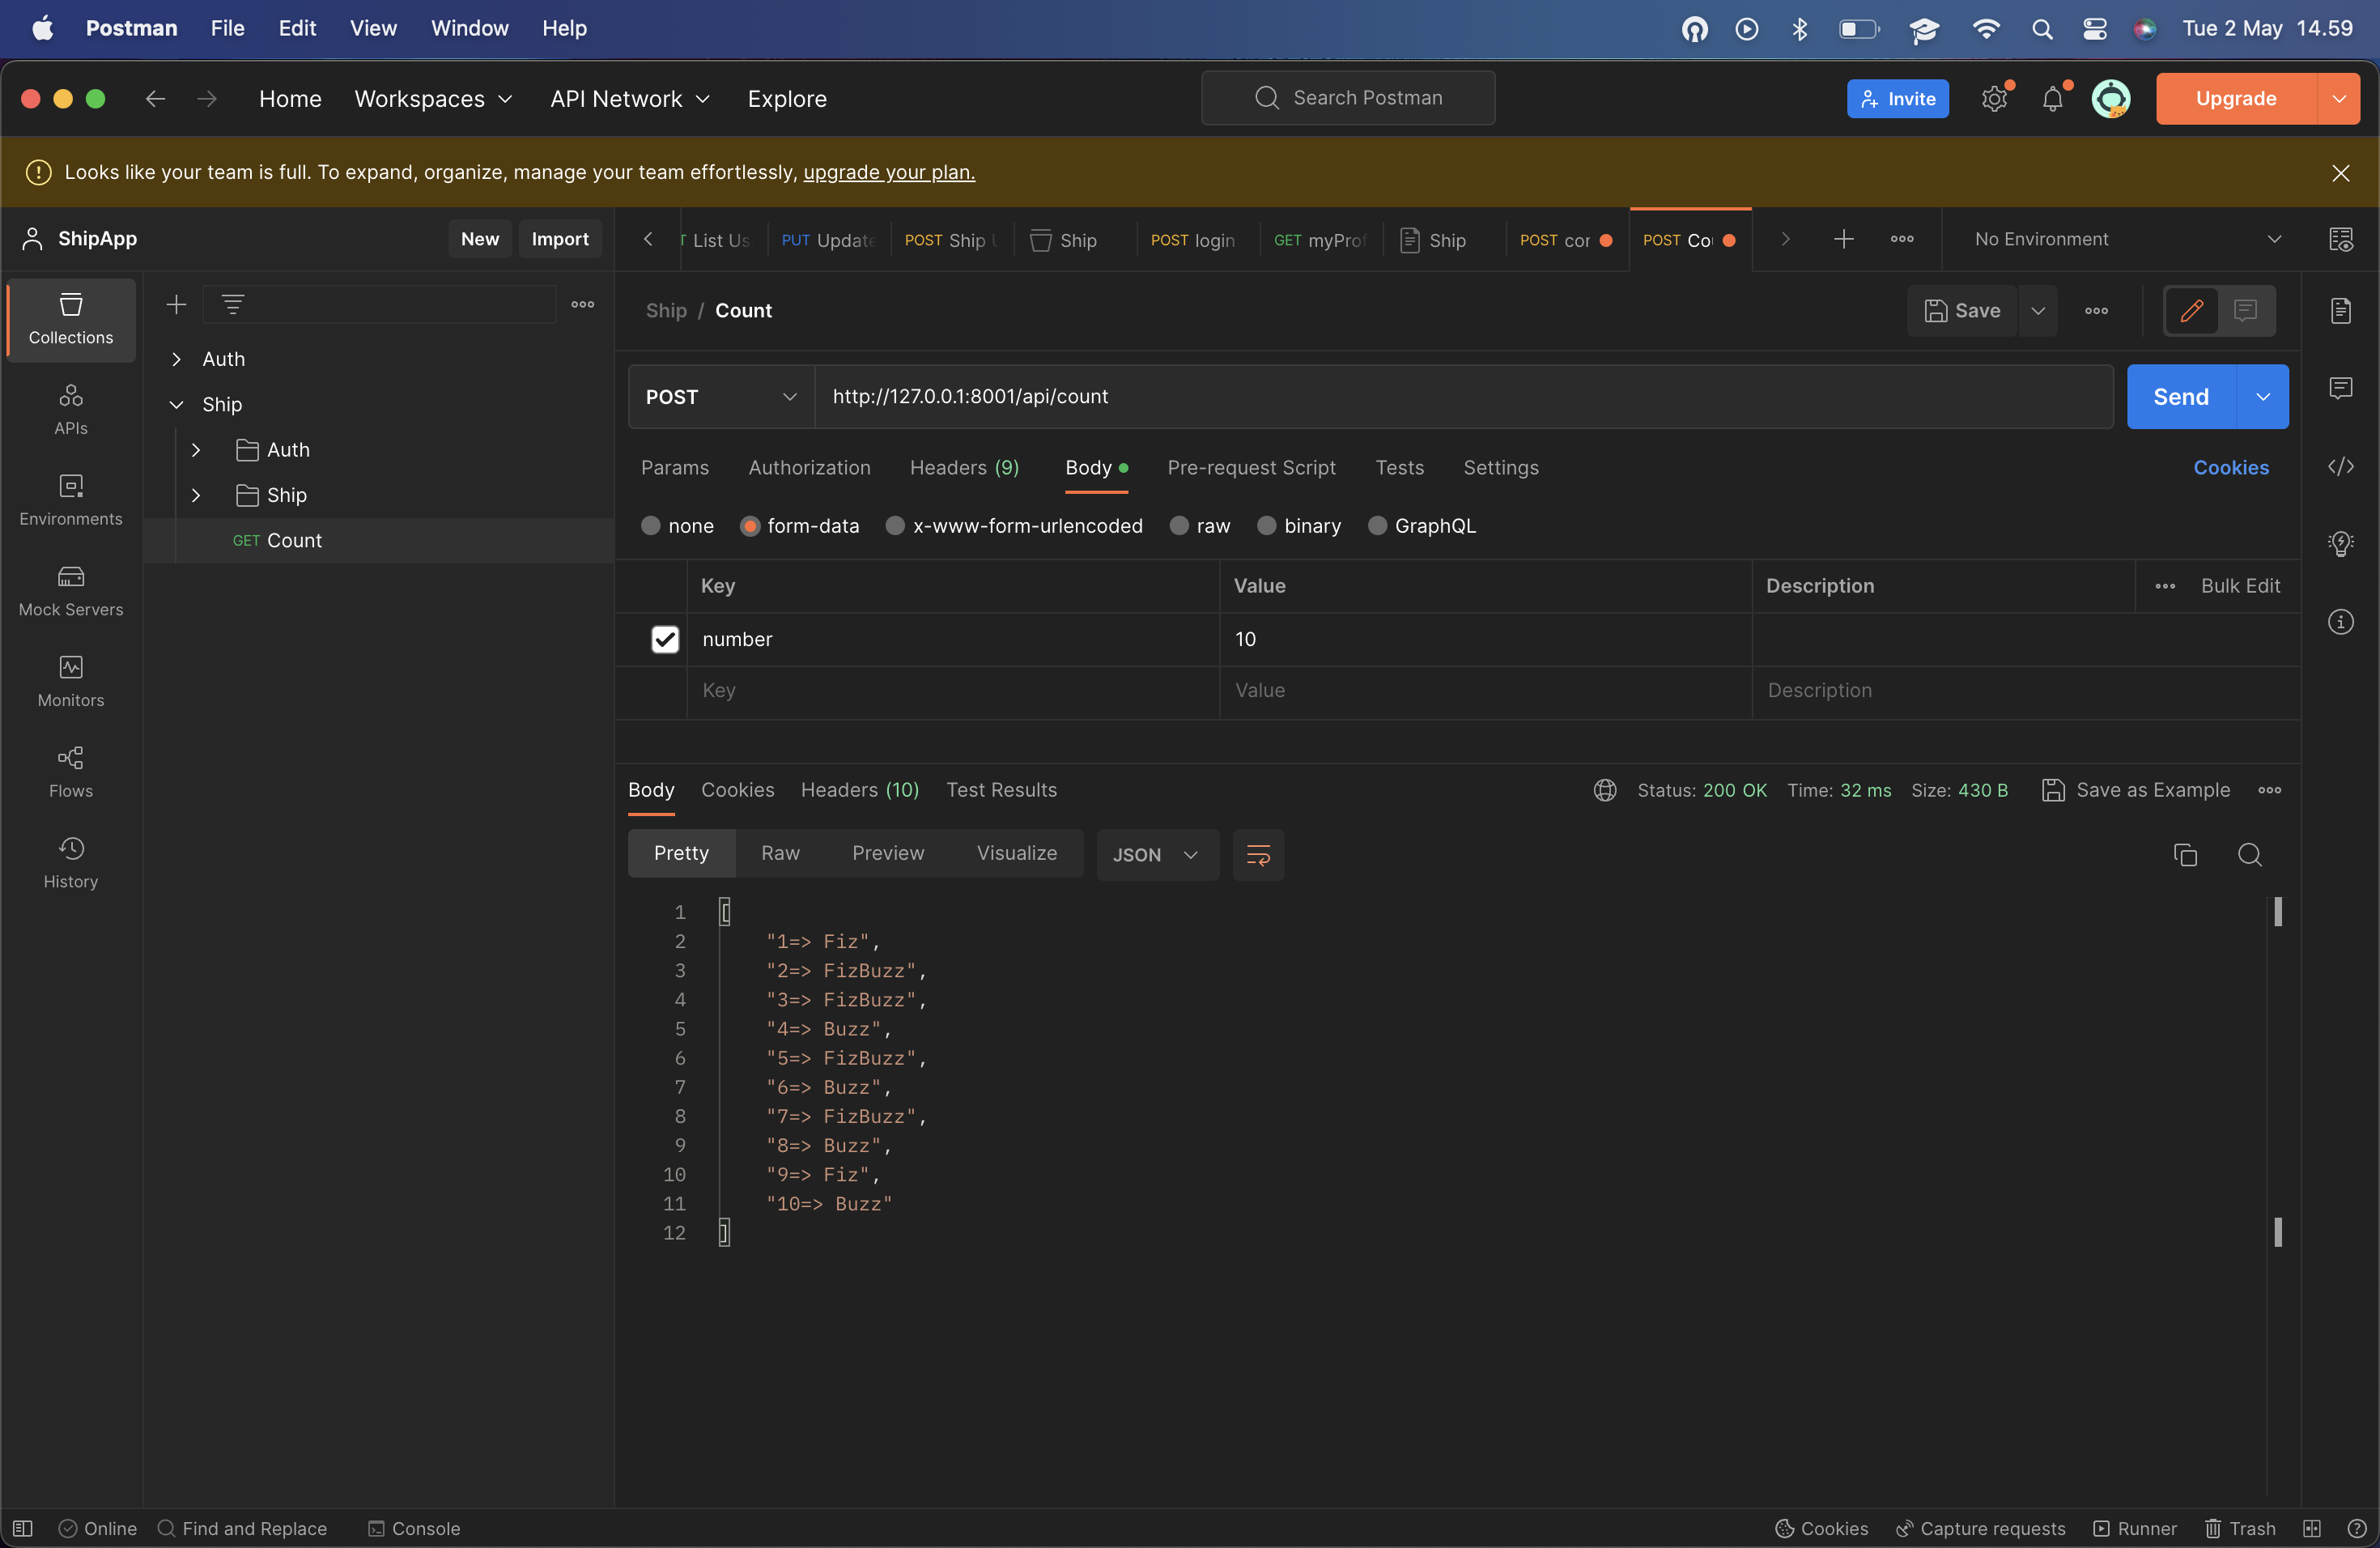 Postman File Edit View Window Help Tue 2 May 14.59
Home Workspaces API Network Explore Search Postman Invite Upgrade
Looks like your team is full. To expand, organize, manage your team effortlessly, upgrade your plan.
ShipApp New Import List Us PUT Update POST Ship Ship POST login GET myProf Ship POST cor POST Co No Environment
Collections
APIs
Environments
Mock Servers
Monitors
Flows
History
Auth
Ship
Auth
Ship
GET Count
Ship / Count Save
POST http://127.0.0.1:8001/api/count Send
Params Authorization Headers (9) Body Pre-request Script Tests Settings Cookies
none form-data x-www-form-urlencoded raw binary GraphQL
Key Value Description Bulk Edit
number 10
Key Value Description
Body Cookies Headers (10) Test Results Status: 200 OK Time: 32 ms Size: 430 B Save as Example
Pretty Raw Preview Visualize JSON
1 [
2 "1=> Fiz",
3 "2=> FizBuzz",
4 "3=> FizBuzz",
5 "4=> Buzz",
6 "5=> FizBuzz",
7 "6=> Buzz",
8 "7=> FizBuzz",
9 "8=> Buzz",
10 "9=> Fiz",
11 "10=> Buzz"
12 ]
Online Find and Replace Console Cookies Capture requests Runner Trash